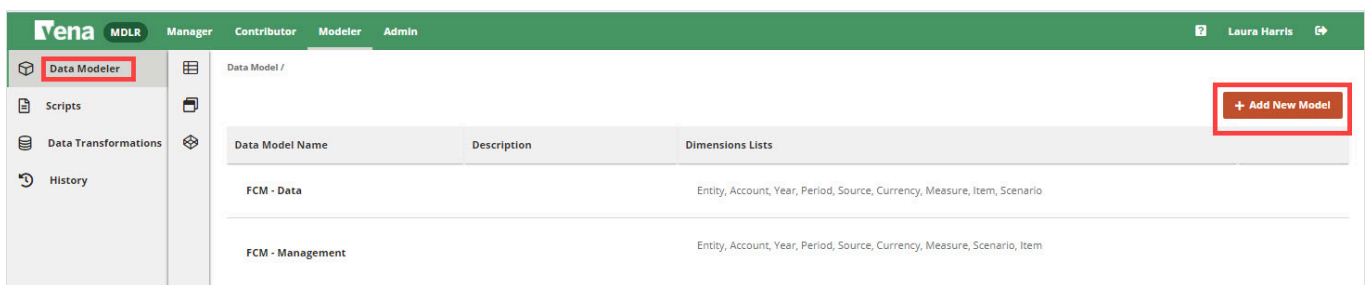 vena MDLR Manager Contributor Modeler Admin ? Laura Harris
Data Modeler
Scripts
Data Transformations
History
Data Model /
+ Add New Model
Data Model Name Description Dimensions Lists
FCM - Data Entity, Account, Year, Period, Source, Currency, Measure, Item, Scenario
FCM - Management Entity, Account, Year, Period, Source, Currency, Measure, Scenario, Item